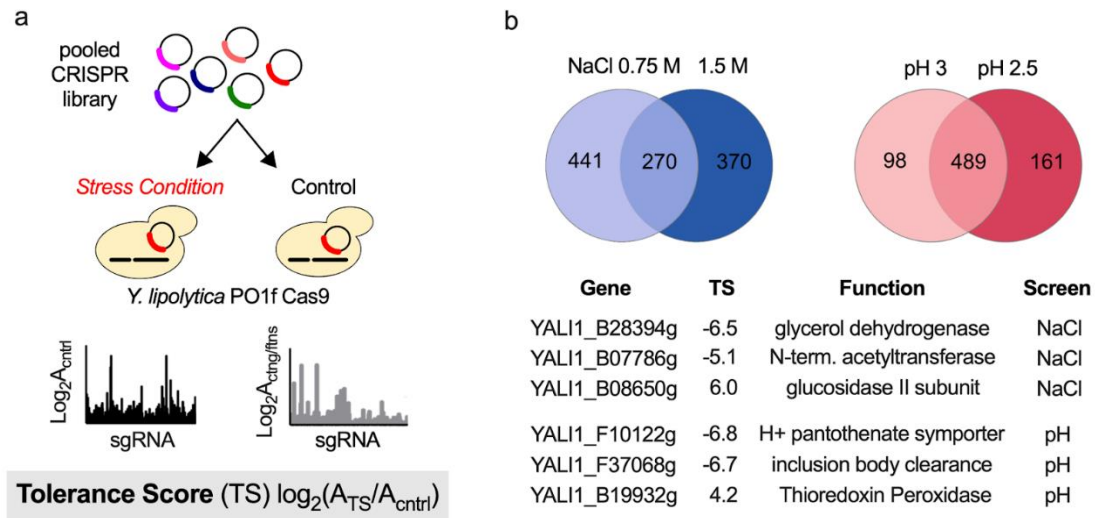 a
pooled
CRISPR
library
Stress Condition
Control
Y. lipolytica PO1f Cas9
Log2Acntrl
sgRNA
Log2Actng/ftns
sgRNA
Tolerance Score (TS) log2(ATS/Acntrl)
b
NaCl 0.75 M 1.5 M
441 270 370
pH 3 pH 2.5
98 489 161
Gene TS Function Screen
YALI1_B28394g -6.5 glycerol dehydrogenase NaCl
YALI1_B07786g -5.1 N-term. acetyltransferase NaCl
YALI1_B08650g 6.0 glucosidase II subunit NaCl
YALI1_F10122g -6.8 H+ pantothenate symporter pH
YALI1_F37068g -6.7 inclusion body clearance pH
YALI1_B19932g 4.2 Thioredoxin Peroxidase pH